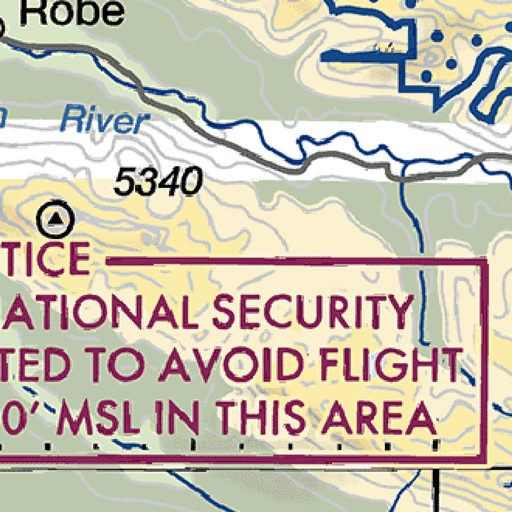 Robe
River
5340
TICE
ATIONAL SECURITY
TED TO AVOID FLIGHT
0' MSL IN THIS AREA